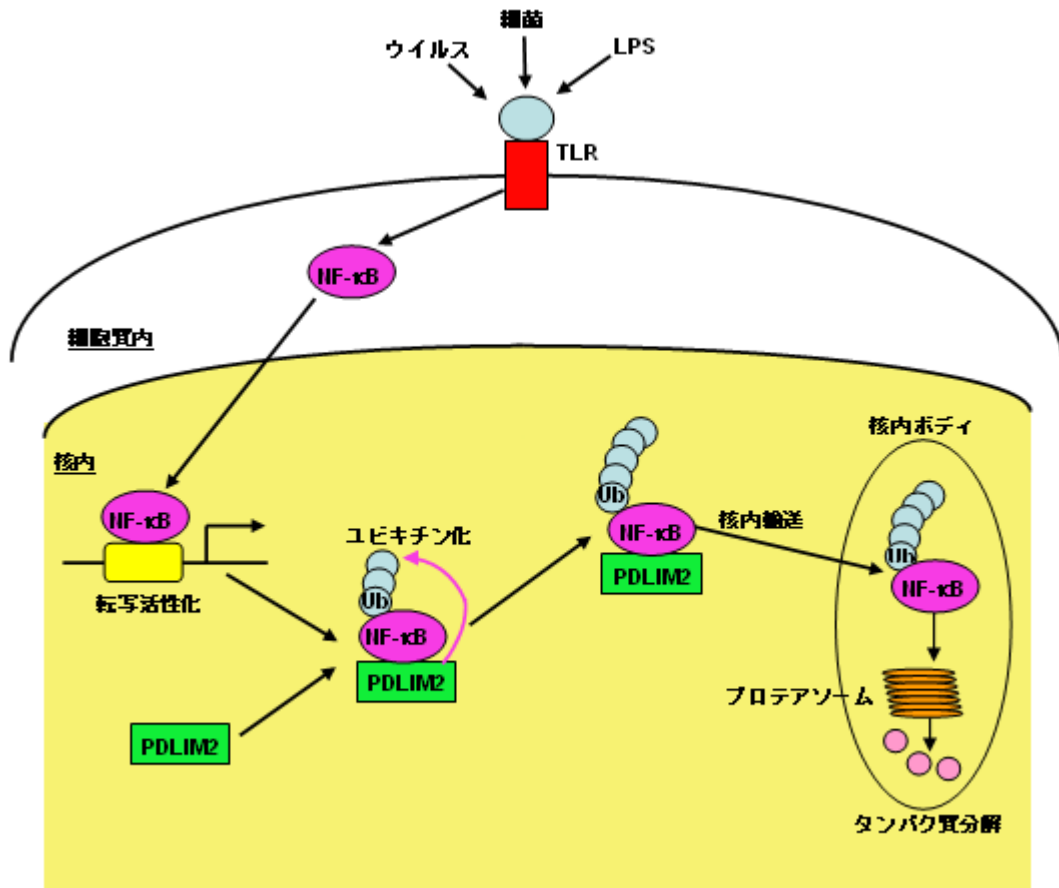 細菌
ウイルス
LPS
TLR
NF-κB
細胞質内
核内ボディ
核内
Ub
Ub
NF-κB
NF-κB
核内輸送
ユビキチン化
PDLIM2
NF-κB
転写活性化
Ub
NF-κB
PDLIM2
プロテアソーム
PDLIM2
タンパク質分解